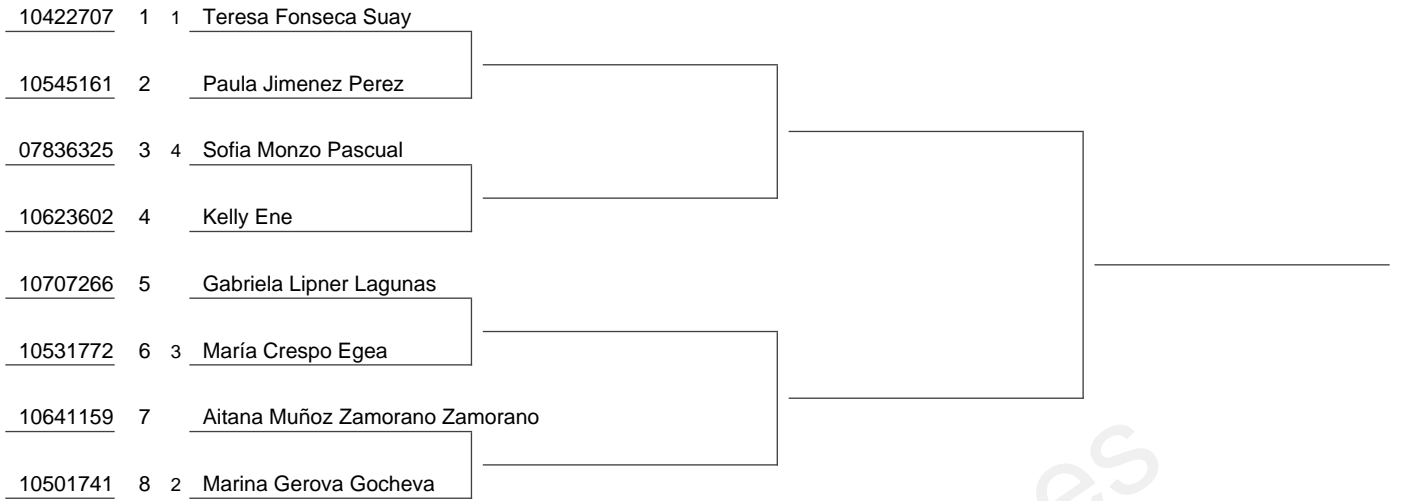 10422707 1 1 Teresa Fonseca Suay
10545161 2 Paula Jimenez Perez
07836325 3 4 Sofia Monzo Pascual
10623602 4 Kelly Ene
10707266 5 Gabriela Lipner Lagunas
10531772 6 3 María Crespo Egea
10641159 7 Aitana Muñoz Zamorano Zamorano
10501741 8 2 Marina Gerova Gocheva